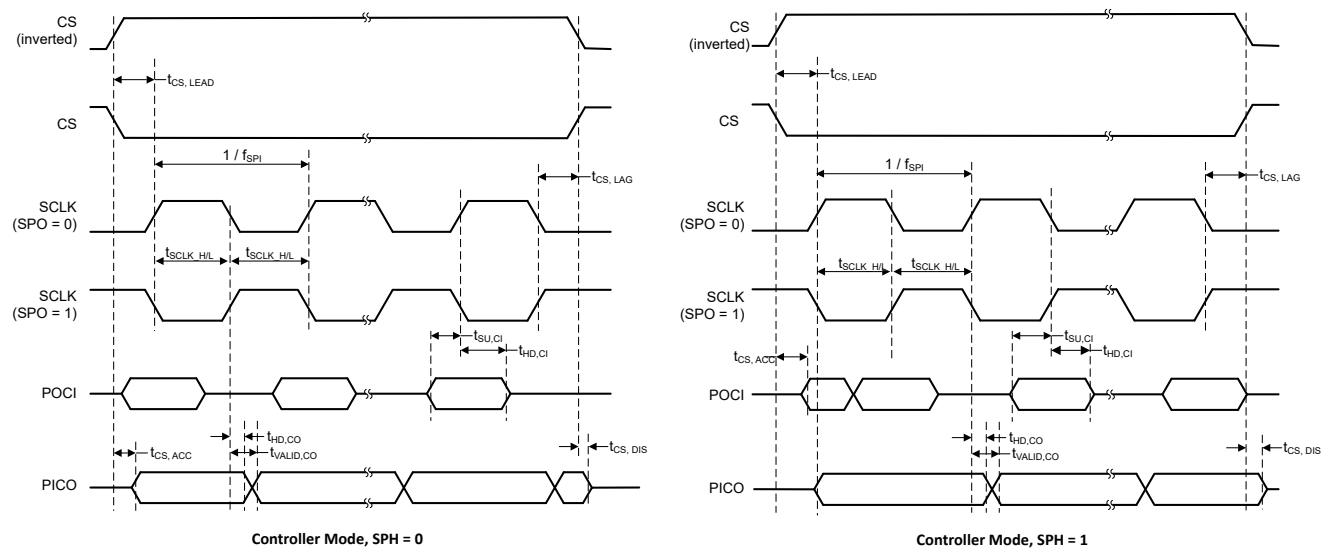 CS
(inverted)
tCS, LEAD
CS
1 / fSPI
tCS, LAG
SCLK
(SPO = 0)
tSCLK_H/L
tSCLK_H/L
SCLK
(SPO = 1)
tSU,CI
tHD,CI
POCI
tHD,CO
tCS, ACC
tVALID,CO
tCS, DIS
PICO
Controller Mode, SPH = 0
CS
(inverted)
tCS, LEAD
CS
1 / fSPI
tCS, LAG
SCLK
(SPO = 0)
tSCLK_H/L
tSCLK_H/L
SCLK
(SPO = 1)
tSU,CI
tHD,CI
tCS, ACC
POCI
tHD,CO
tVALID,CO
tCS, DIS
PICO
Controller Mode, SPH = 1